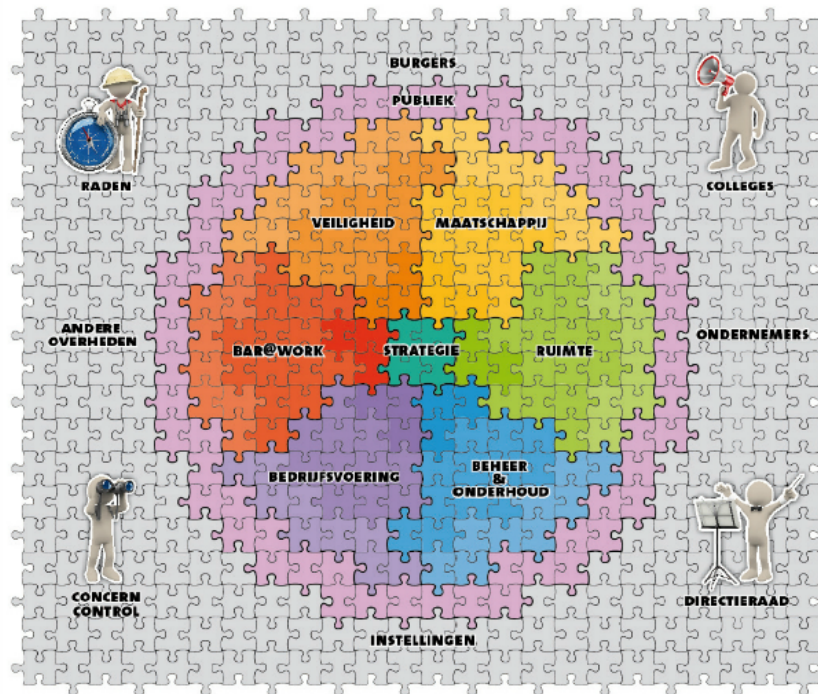 BURGERS
PUBLIEK
RADEN
COLLEGES
VEILIGHEID
MAATSCHAPPIJ
ANDERE
OVERHEDEN
BAR@WORK
STRATEGIE
RUIMTE
ONDERNEMERS
BEDRIJFSVOERING
BEHEER
&
ONDERHOUD
CONCERN
CONTROL
DIRECTIERAAD
INSTELLINGEN